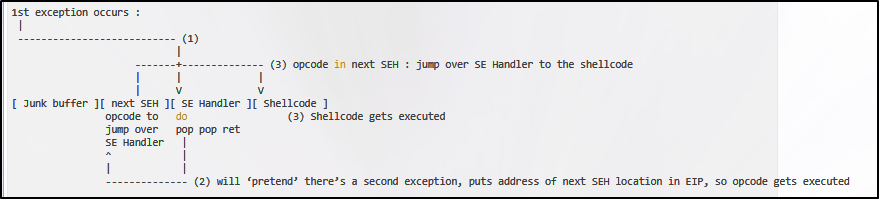 1st exception occurs :
|
--------------------------- (1)
|
-------+-------------- (3) opcode in next SEH : jump over SE Handler to the shellcode
| | |
| V V
[ Junk buffer ][ next SEH ][ SE Handler ][ Shellcode ]
opcode to do (3) Shellcode gets executed
jump over pop pop ret
SE Handler |
^ |
| |
-------------- (2) will ‘pretend’ there’s a second exception, puts address of next SEH location in EIP, so opcode gets executed